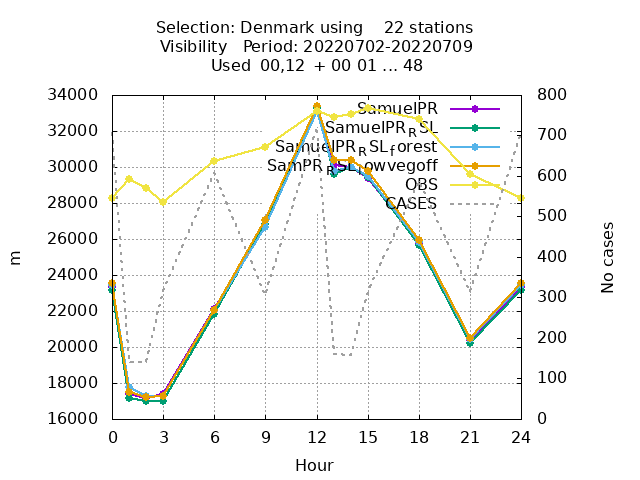 Selection: Denmark using    22 stations
Visibility   Period: 20220702-20220709
Used  00,12  + 00 01 ... 48
34000
32000
30000
28000
26000
24000
22000
20000
18000
16000
m
800
700
600
500
400
300
200
100
0
No cases
SamuelPR
SamuelPR_RSL
SamuelPR_RSL_forest
OBS
CASES
0 3 6 9 12 15 18 21 24
Hour